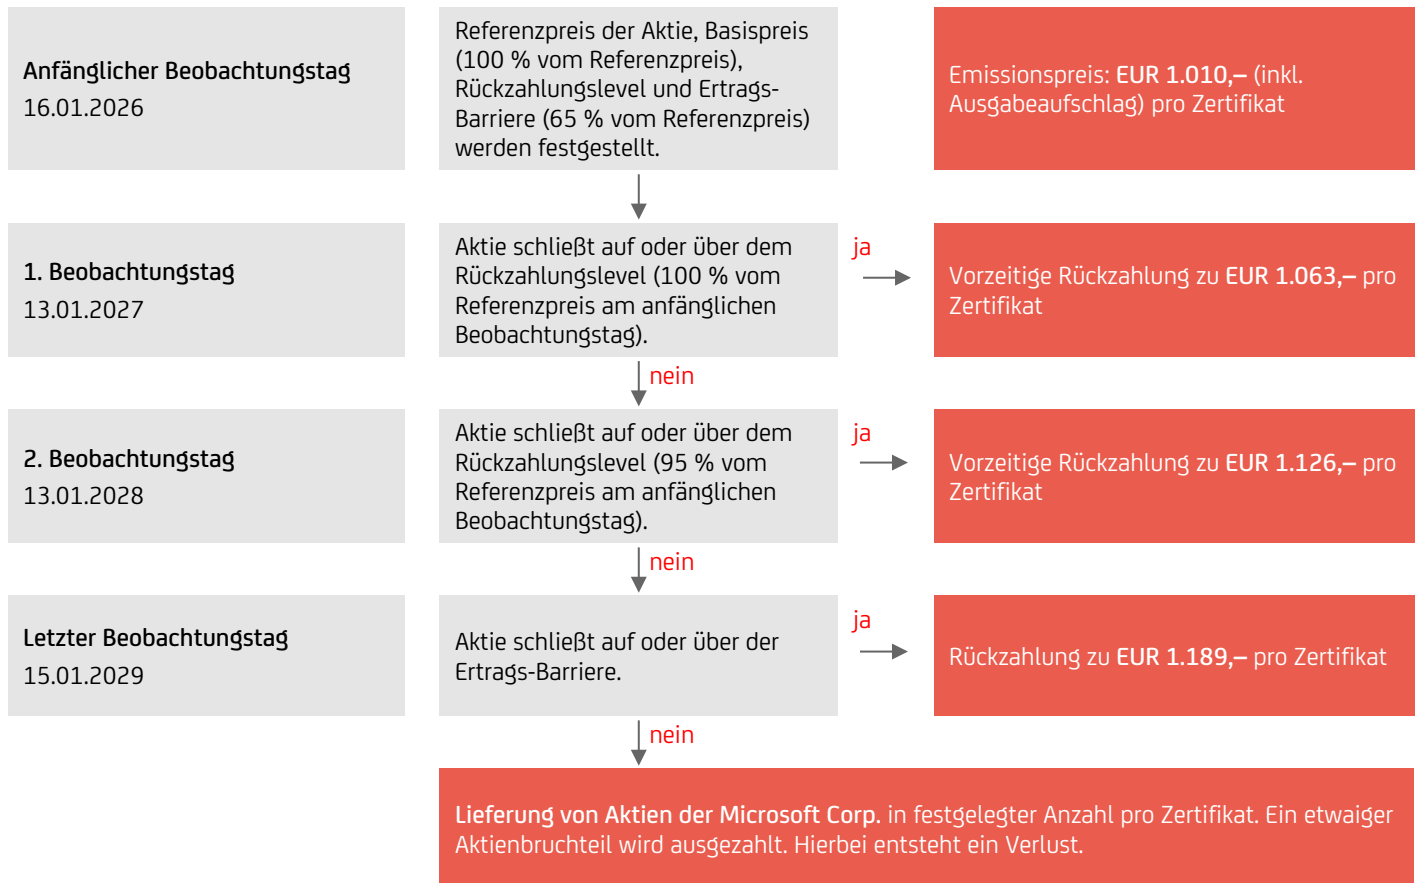 Anfänglicher Beobachtungstag
16.01.2026
Referenzpreis der Aktie, Basispreis
(100 % vom Referenzpreis),
Rückzahlungslevel und Ertrags-
Barriere (65 % vom Referenzpreis)
werden festgestellt.
Emissionspreis: EUR 1.010,– (inkl.
Ausgabeaufschlag) pro Zertifikat
1. Beobachtungstag
13.01.2027
Aktie schließt auf oder über dem
Rückzahlungslevel (100 % vom
Referenzpreis am anfänglichen
Beobachtungstag).
ja
Vorzeitige Rückzahlung zu EUR 1.063,– pro
Zertifikat
nein
2. Beobachtungstag
13.01.2028
Aktie schließt auf oder über dem
Rückzahlungslevel (95 % vom
Referenzpreis am anfänglichen
Beobachtungstag).
ja
Vorzeitige Rückzahlung zu EUR 1.126,– pro
Zertifikat
nein
Letzter Beobachtungstag
15.01.2029
Aktie schließt auf oder über der
Ertrags-Barriere.
ja
Rückzahlung zu EUR 1.189,– pro Zertifikat
nein
Lieferung von Aktien der Microsoft Corp. in festgelegter Anzahl pro Zertifikat. Ein etwaiger
Aktienbruchteil wird ausgezahlt. Hierbei entsteht ein Verlust.